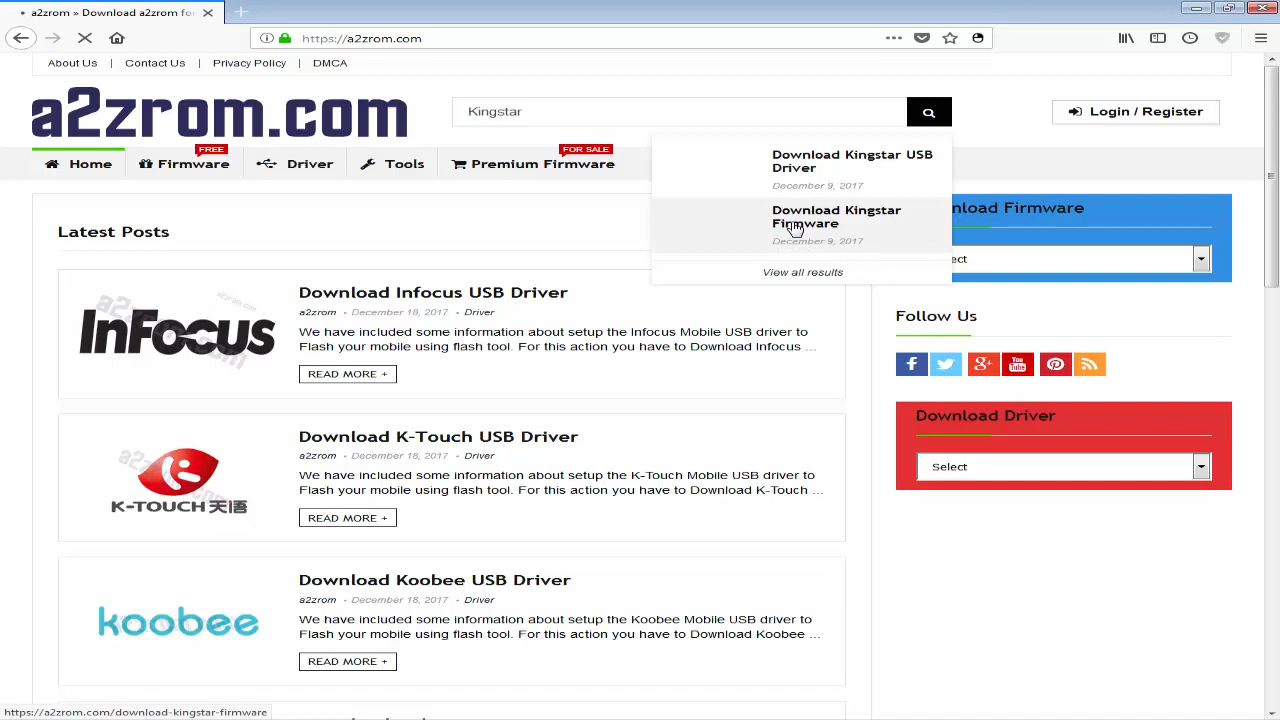 a2zrom » Download a2zrom fo
https://a2zrom.com
About Us | Contact Us | Privacy Policy | DMCA
a2zrom.com
Kingstar
Login / Register
Home
FREE
Firmware
Driver
Tools
FOR SALE
Premium Firmware
Download Kingstar USB
Driver
December 9, 2017
Download Kingstar
Firmware
December 9, 2017
View all results
Latest Posts
InFocus
Download Infocus USB Driver
a2zrom - December 18, 2017 - Driver
We have included some information about setup the Infocus Mobile USB driver to
Flash your mobile using flash tool. For this action you have to Download Infocus ...
READ MORE +
K-TOUCH 天语
Download K-Touch USB Driver
a2zrom - December 18, 2017 - Driver
We have included some information about setup the K-Touch Mobile USB driver to
Flash your mobile using flash tool. For this action you have to Download K-Touch ...
READ MORE +
koobee
Download Koobee USB Driver
a2zrom - December 18, 2017 - Driver
We have included some information about setup the Koobee Mobile USB driver to
Flash your mobile using flash tool. For this action you have to Download Koobee ...
READ MORE +
nload Firmware
ect
Follow Us
You Tube
Download Driver
Select
https://a2zrom.com/download-kingstar-firmware